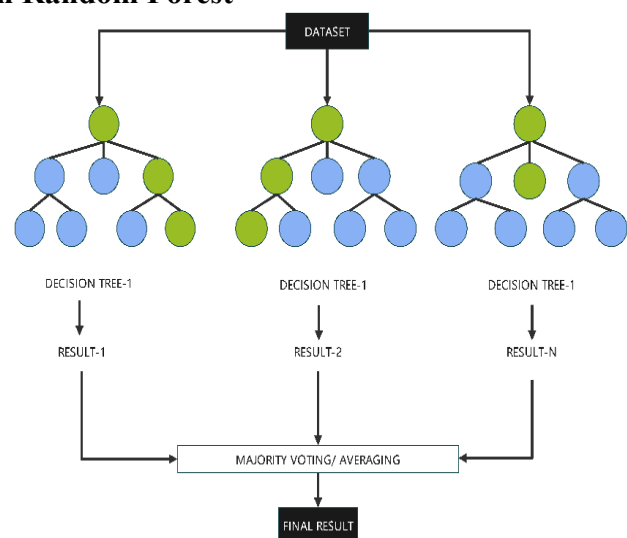 Random Forest
DATASET
DECISION TREE-1 DECISION TREE-1 DECISION TREE-1
RESULT-1 RESULT-2 RESULT-N
MAJORITY VOTING/ AVERAGING
FINAL RESULT